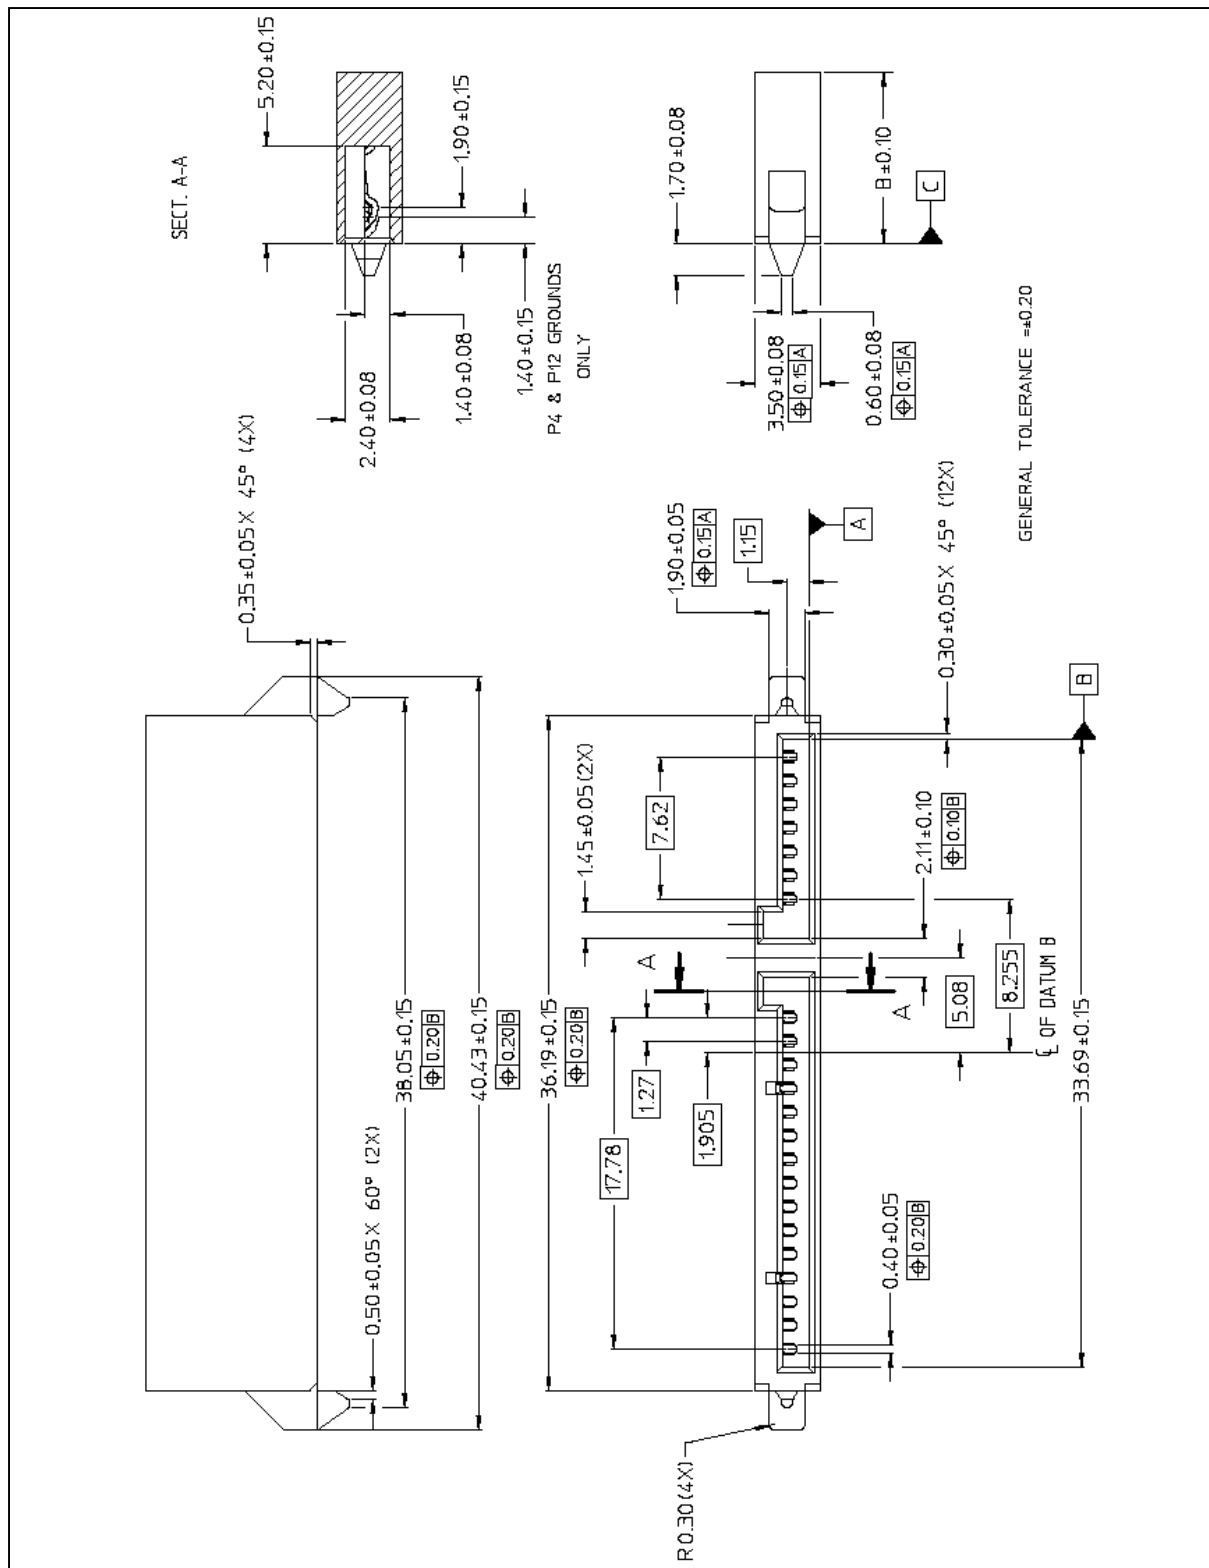 SECT. A-A
5.20±0.15
1.90±0.15
1.40±0.08
2.40±0.08
1.40±0.15
P4 & P12 GROUNDS
ONLY
1.70±0.08
B±0.10
C
3.50±0.08
⌖ 0.15 A
0.60±0.08
⌖ 0.15 A
GENERAL TOLERANCE =±0.20
0.35±0.05 X 45° (4X)
38.05±0.15
⌖ 0.20 B
40.43±0.15
⌖ 0.20 B
0.50±0.05 X 60° (2X)
36.19±0.15
⌖ 0.20 B
1.45±0.05 (2X)
7.62
1.90±0.05
⌖ 0.15 A
1.15
A
0.30±0.05 X 45° (12X)
B
A
A
1.27
17.78
1.905
2.11±0.10
⌖ 0.10 B
5.08
8.255
℄ OF DATUM B
33.69±0.15
0.40±0.05
⌖ 0.20 B
R 0.30 (4X)